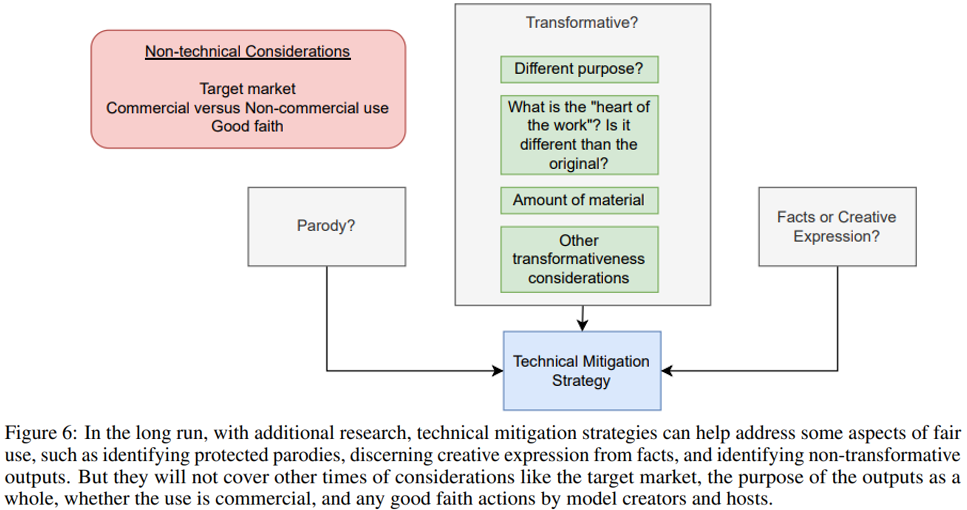 Non-technical Considerations
Target market
Commercial versus Non-commercial use
Good faith
Transformative?
Different purpose?
What is the "heart of
the work"? Is it
different than the
original?
Amount of material
Other
transformativeness
considerations
Parody?
Facts or Creative
Expression?
Technical Mitigation
Strategy
Figure 6: In the long run, with additional research, technical mitigation strategies can help address some aspects of fair
use, such as identifying protected parodies, discerning creative expression from facts, and identifying non-transformative
outputs. But they will not cover other times of considerations like the target market, the purpose of the outputs as a
whole, whether the use is commercial, and any good faith actions by model creators and hosts.